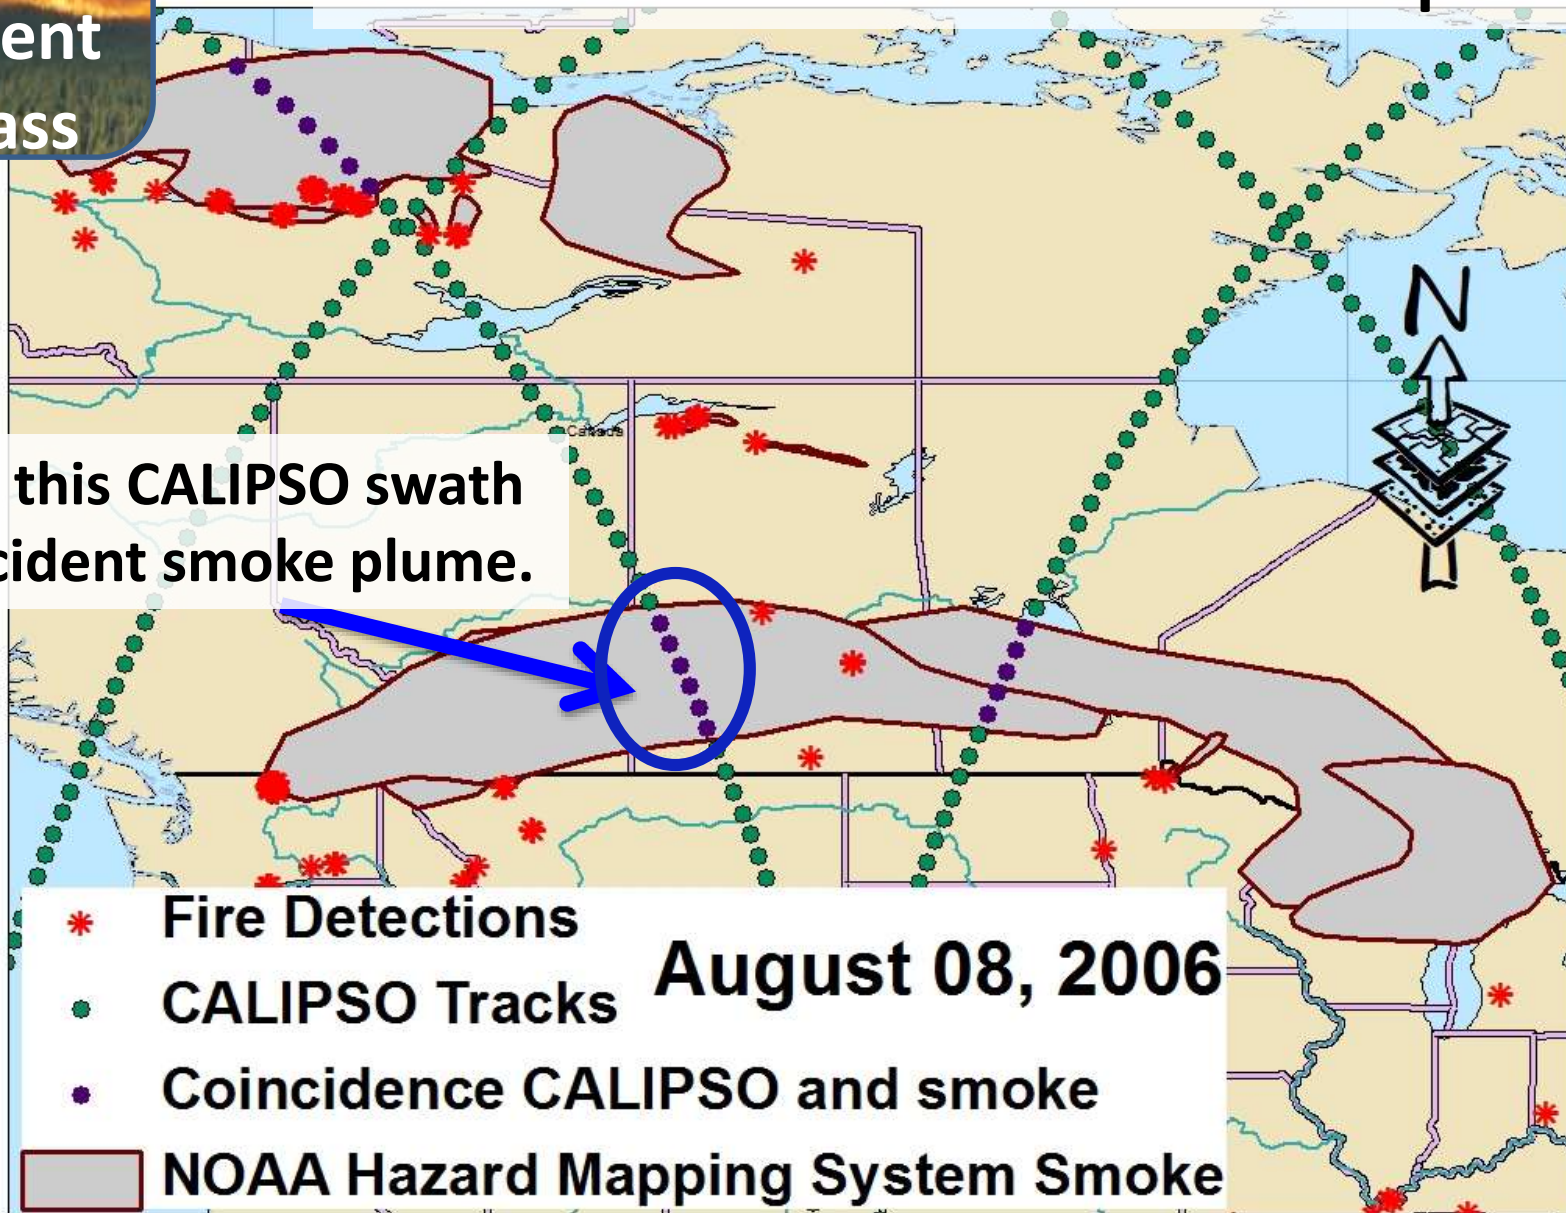 ent
ass
N
Canada
this CALIPSO swath
cident smoke plume.
Fire Detections
August 08, 2006
CALIPSO Tracks
Coincidence CALIPSO and smoke
NOAA Hazard Mapping System Smoke